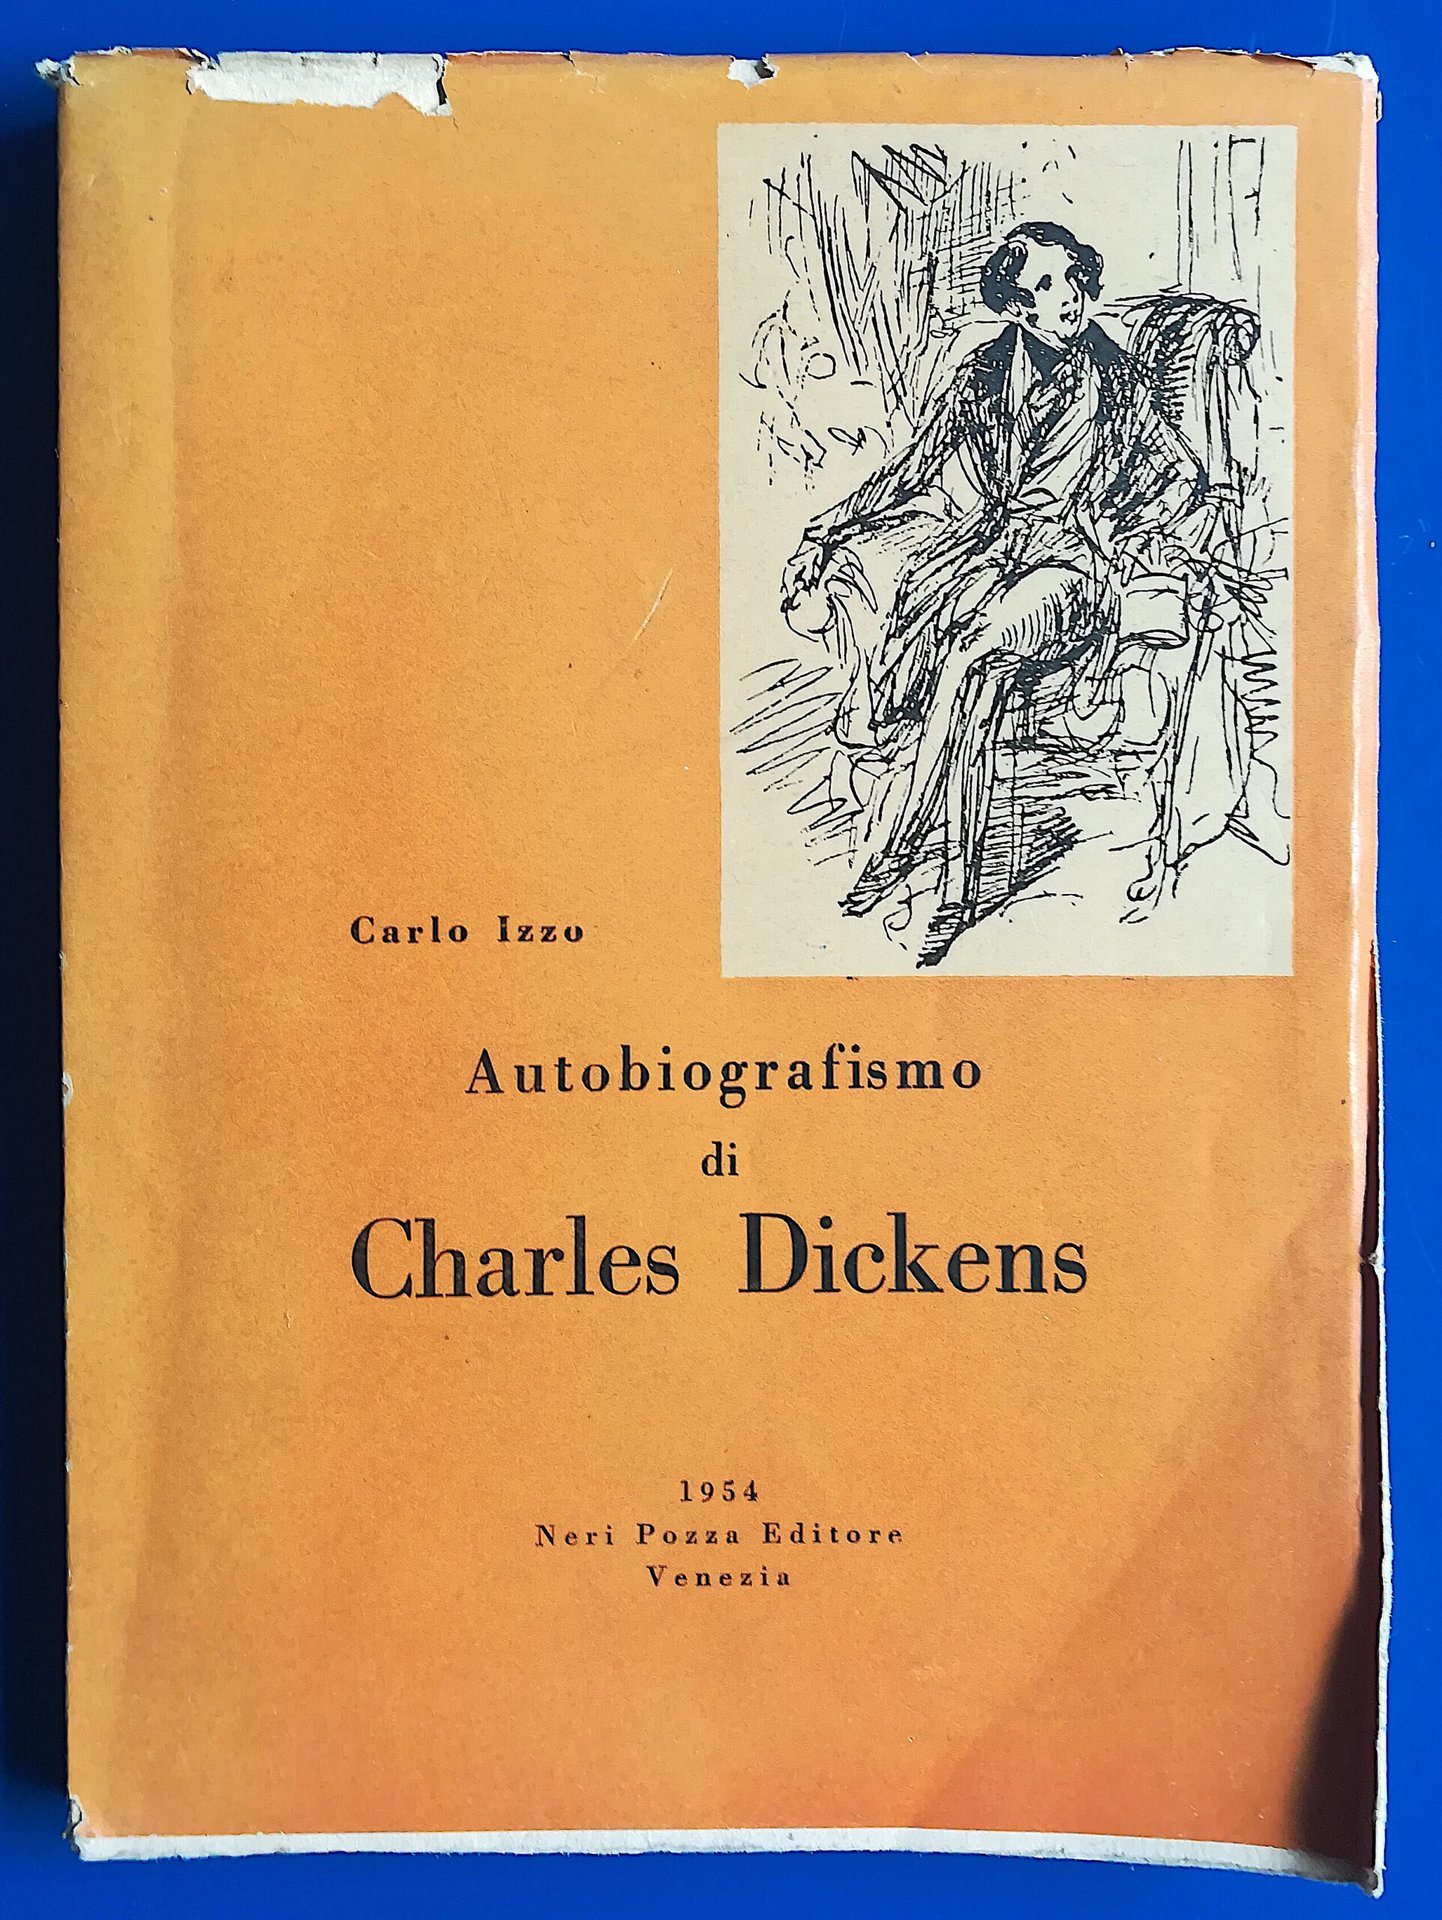 Carlo Izzo
Autobiografismo
di
Charles Dickens
1954
Neri Pozza Editore
Venezia